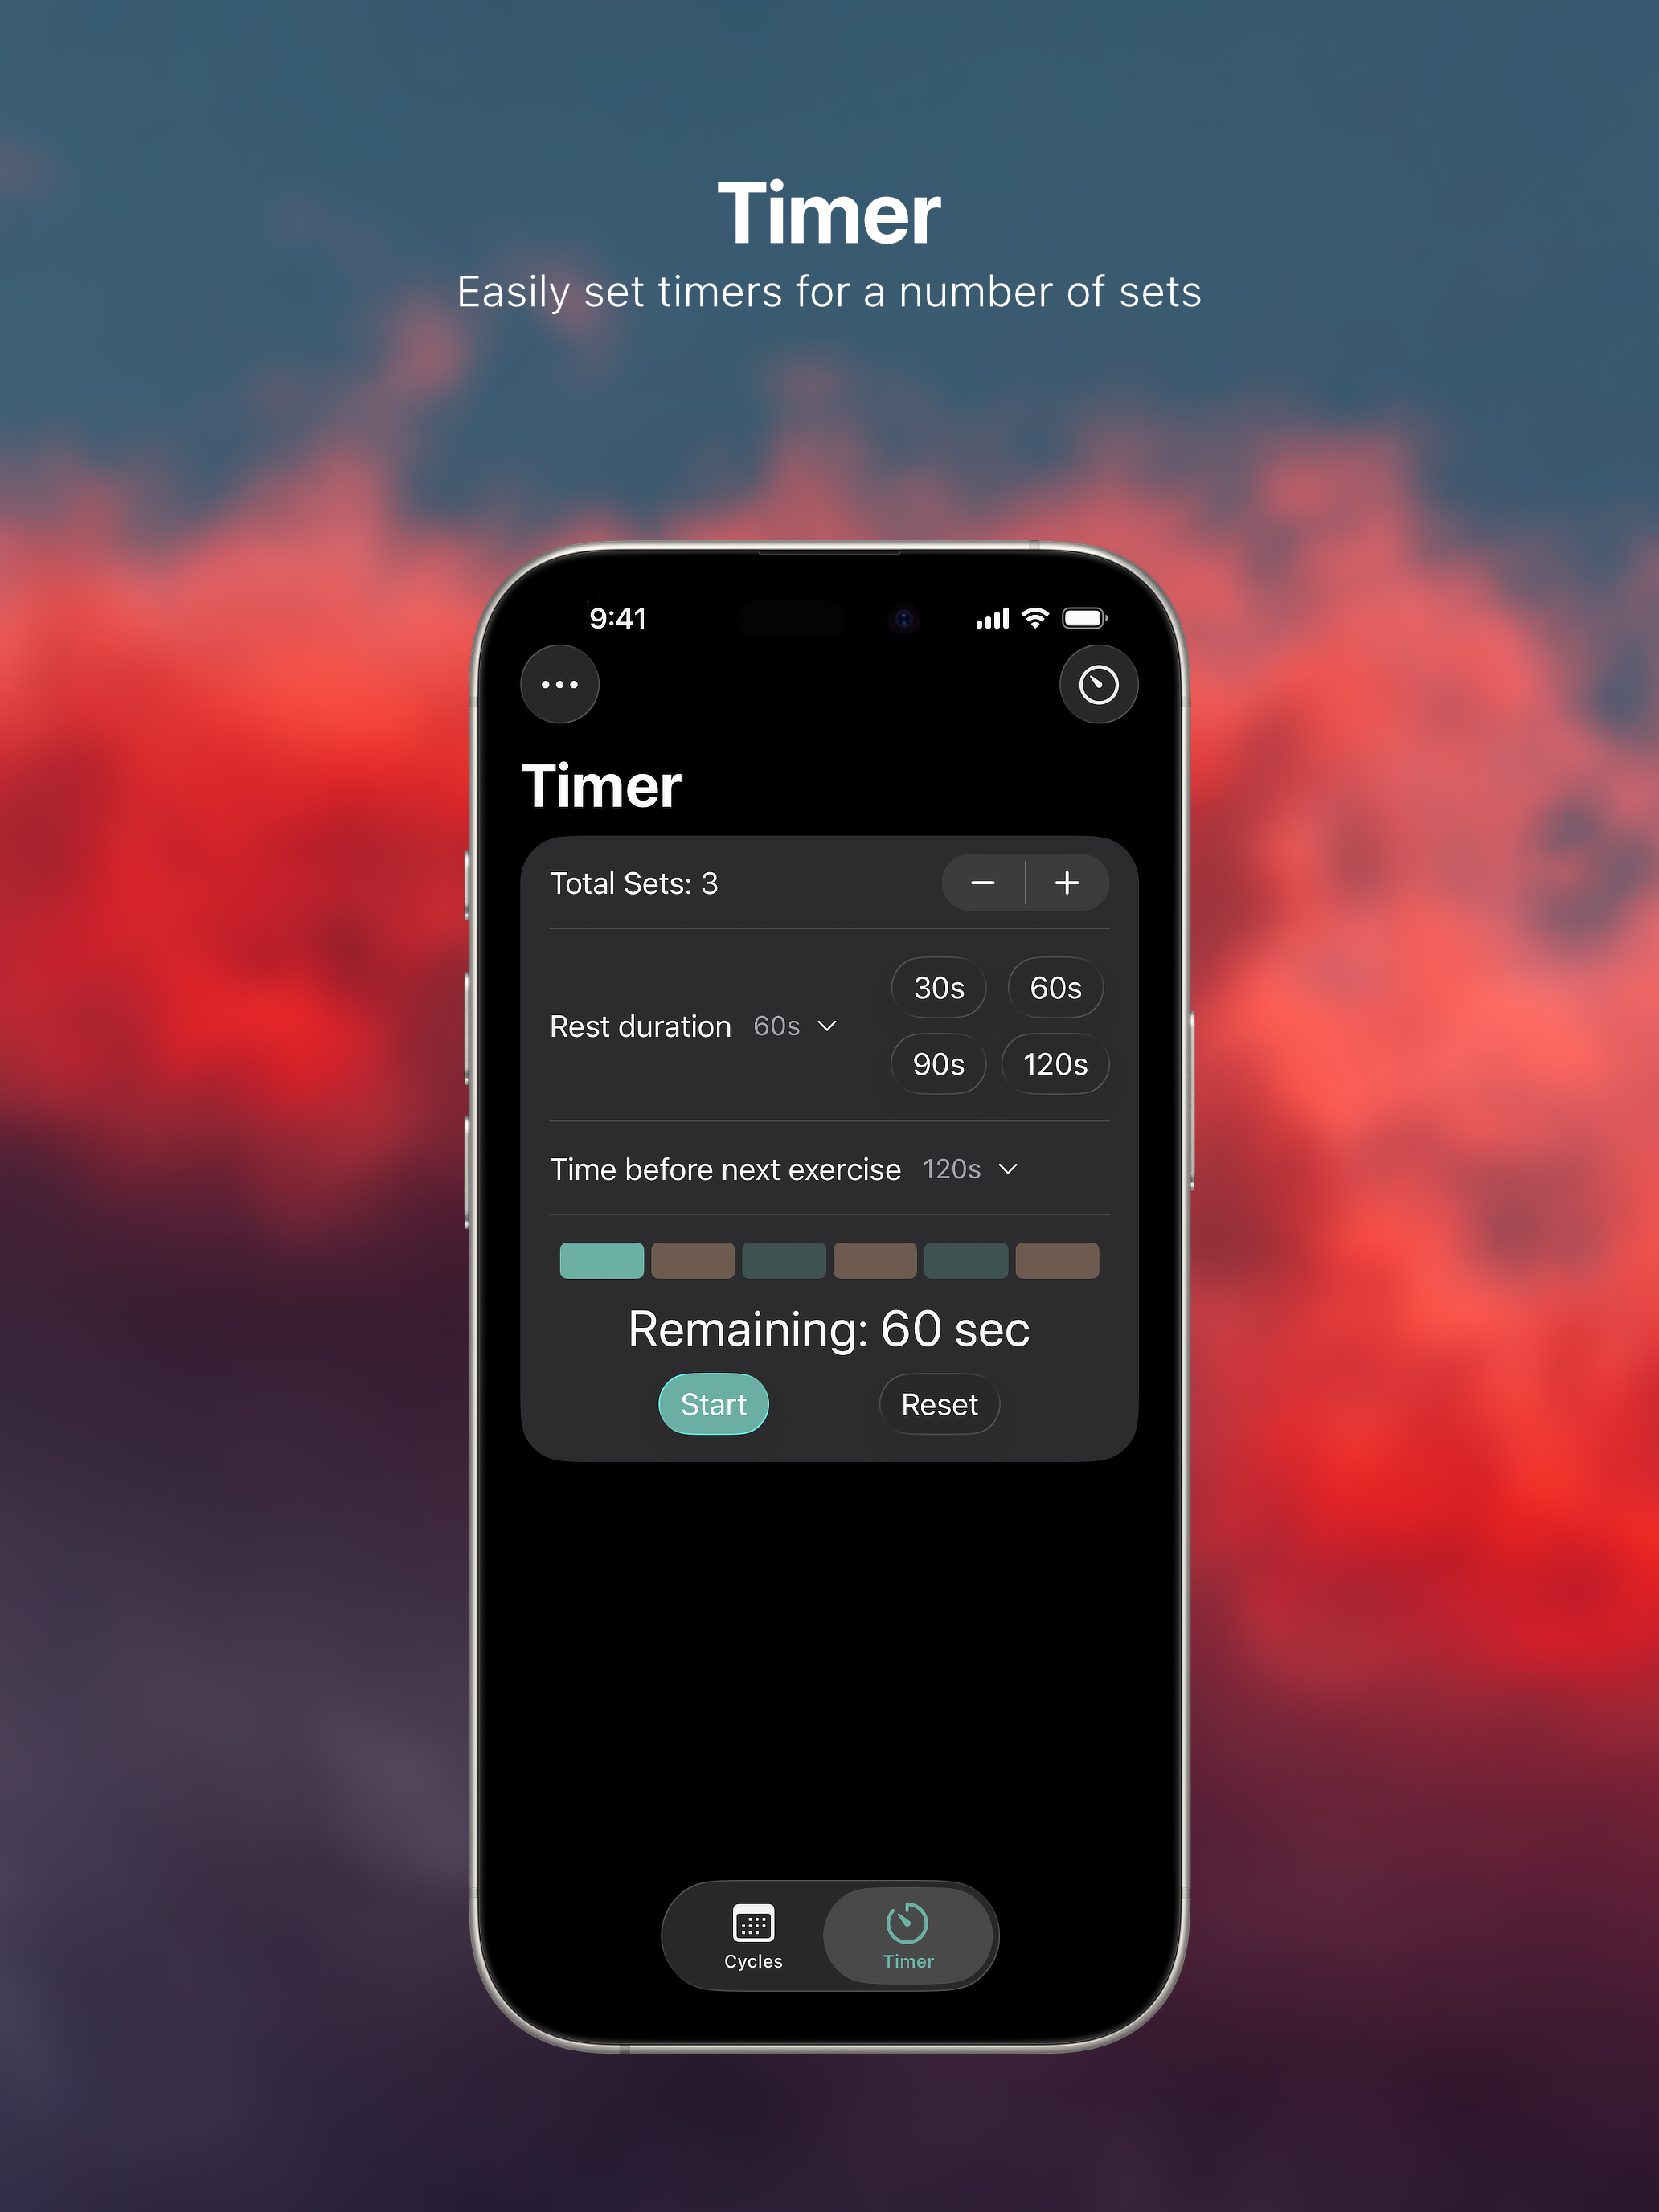 Timer
Easily set timers for a number of sets
9:41
Timer
Total Sets: 3
Rest duration 60s
30s 60s
90s 120s
Time before next exercise 120s
Remaining: 60 sec
Start Reset
Cycles Timer